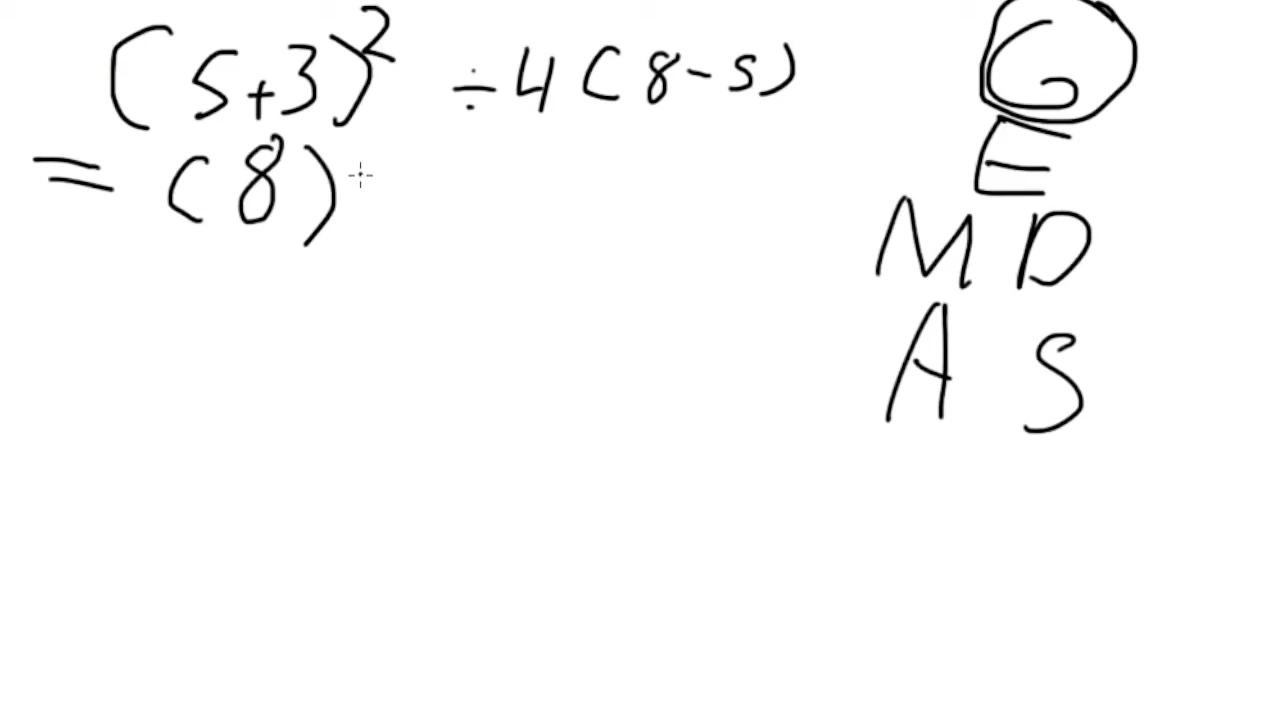 (5+3)² ÷4(8-5)
= (8)
G
E
M D
A S